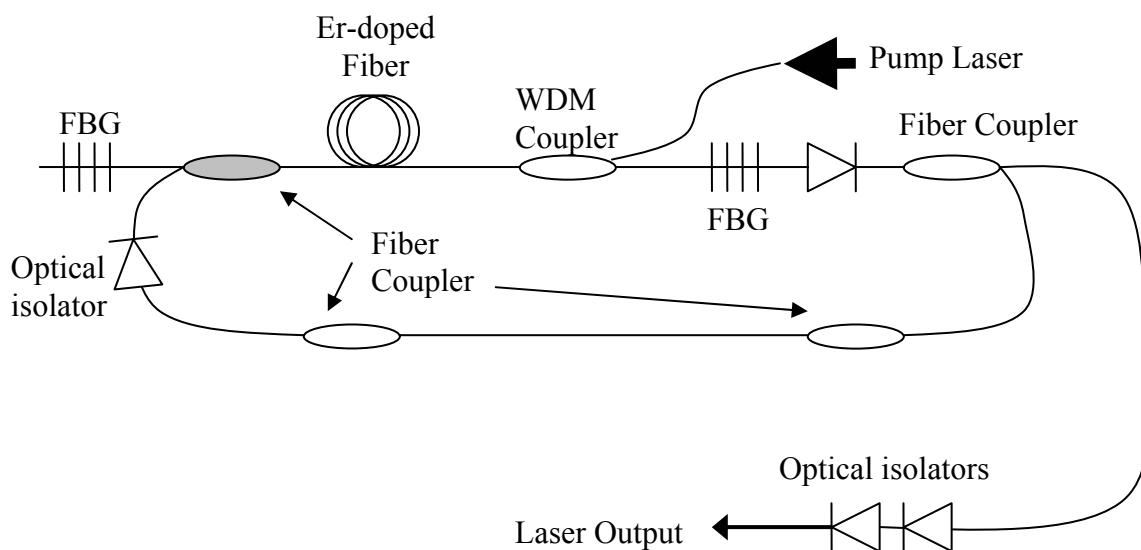 Er-doped
Fiber
Pump Laser
WDM
Coupler
FBG
Fiber Coupler
FBG
Fiber
Coupler
Optical
isolator
Optical isolators
Laser Output